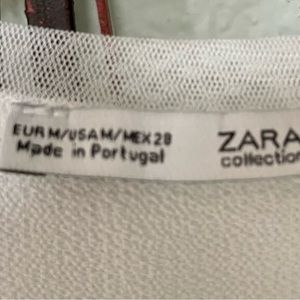 EUR M/USA M/MEX 28
Made in Portugal
ZARA
collection